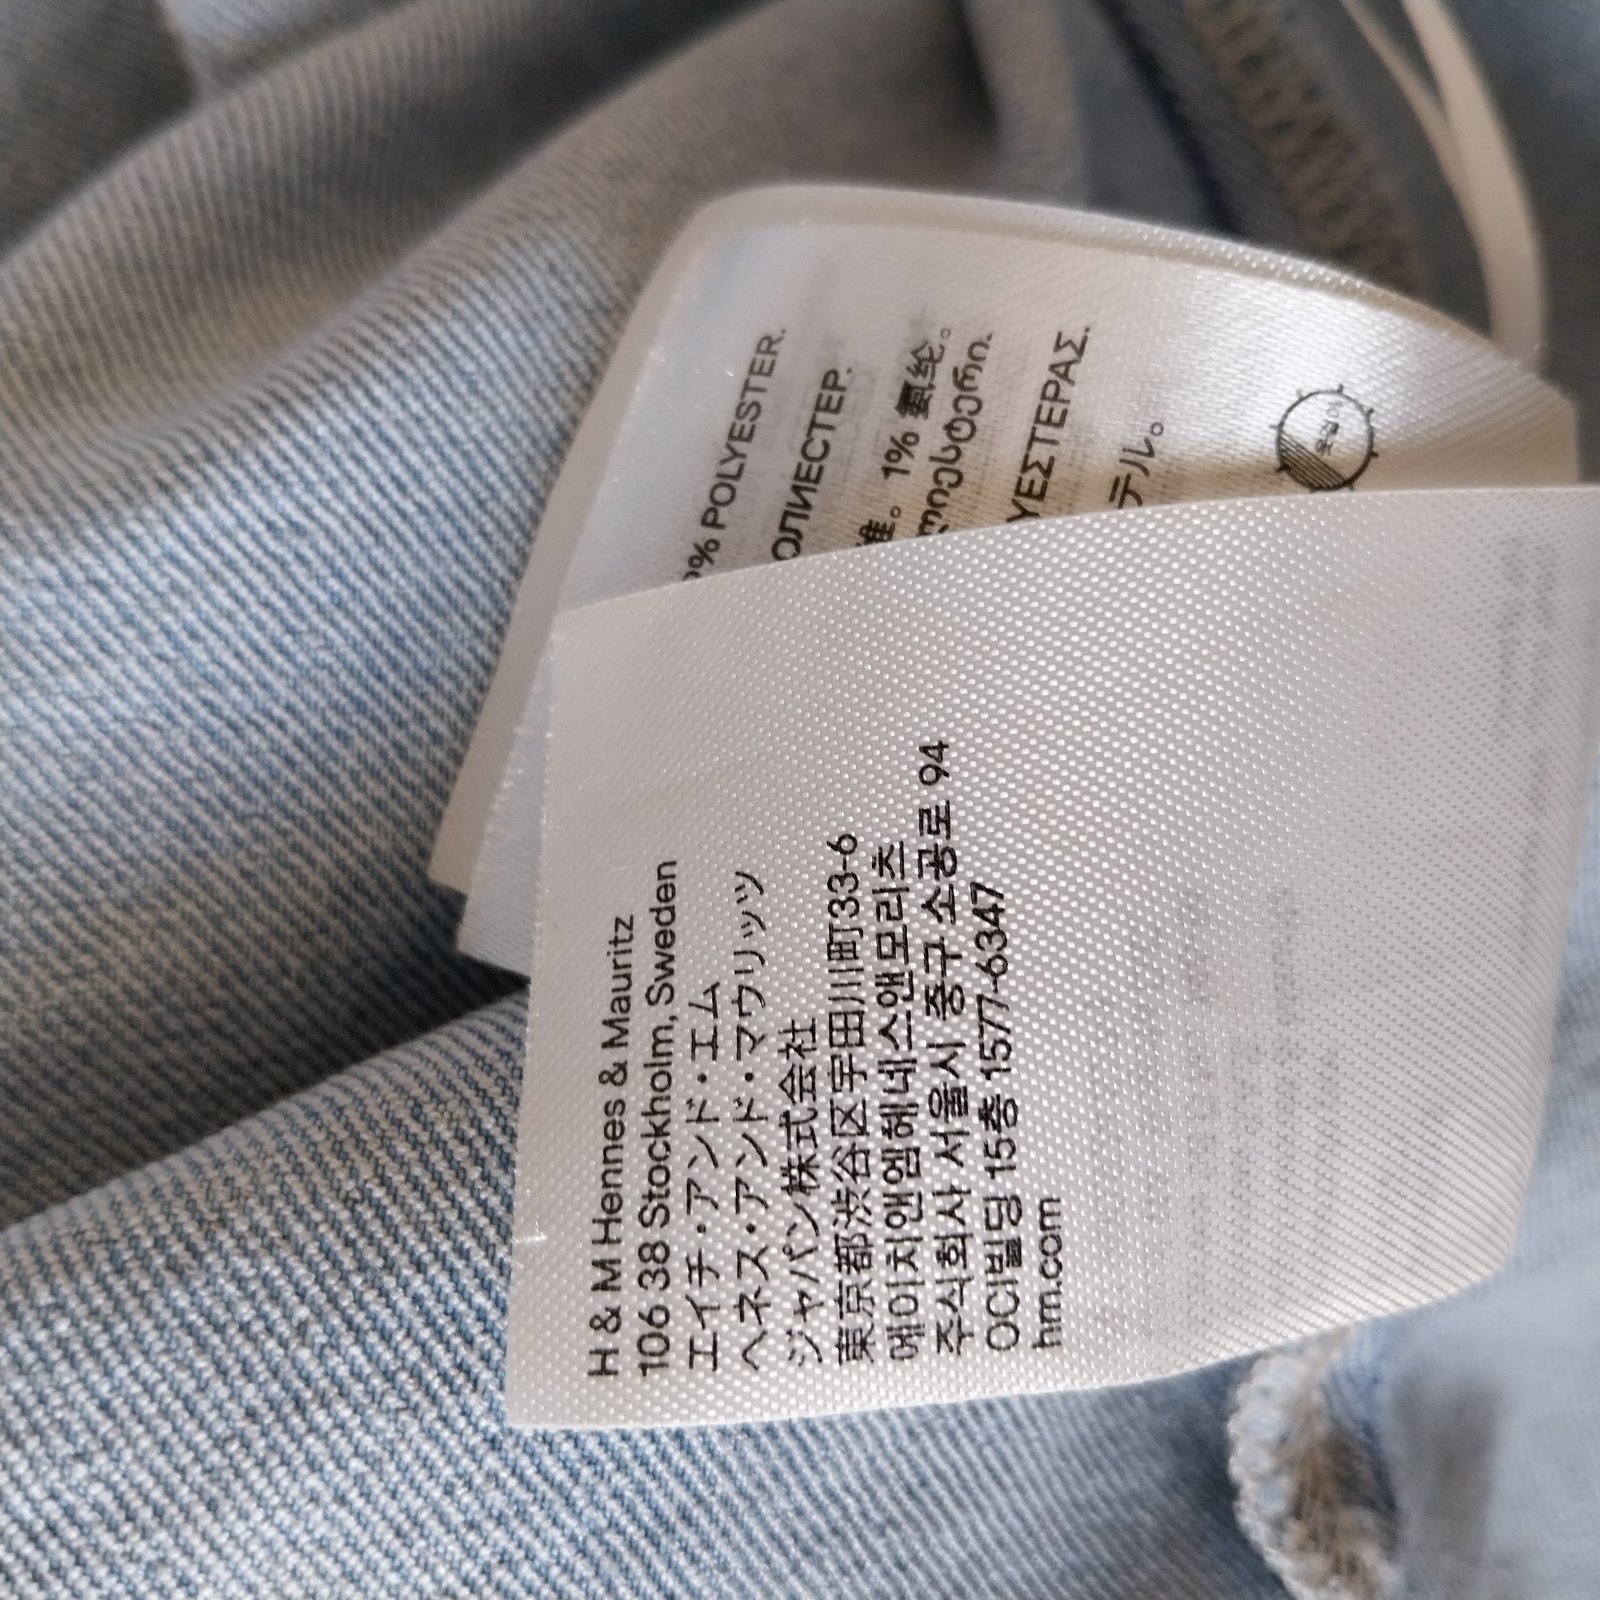 H & M Hennes & Mauritz
106 38 Stockholm, Sweden
エイチ・アンド・エム
ヘネス・アンド・マウリッツ
ジャパン株式会社
東京都渋谷区宇田川町33-6
에이치앤엠헤네스앤모리츠
주식회사 서울시 중구 소공로 94
OCI빌딩 15층 1577-6347
hm.com
% POLYESTER.
ОЛИЕСТЕР.
维。1% 氨纶。
ლიესტერი.
ΥΕΣΤΕΡΑΣ.
テル。